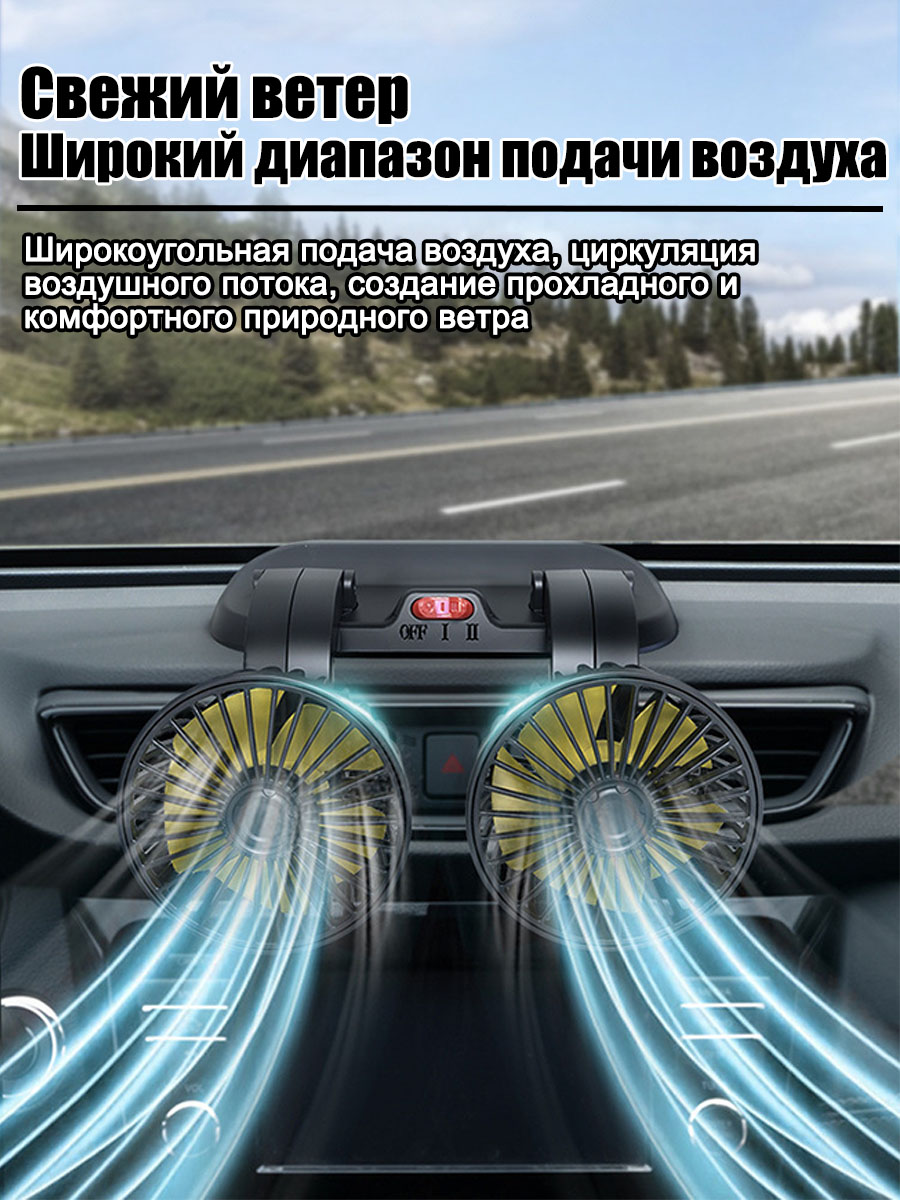 Свежий ветер
Широкий диапазон подачи воздуха
Широкоугольная подача воздуха, циркуляция
воздушного потока, создание прохладного и
комфортного природного ветра
OFF I II
VOL